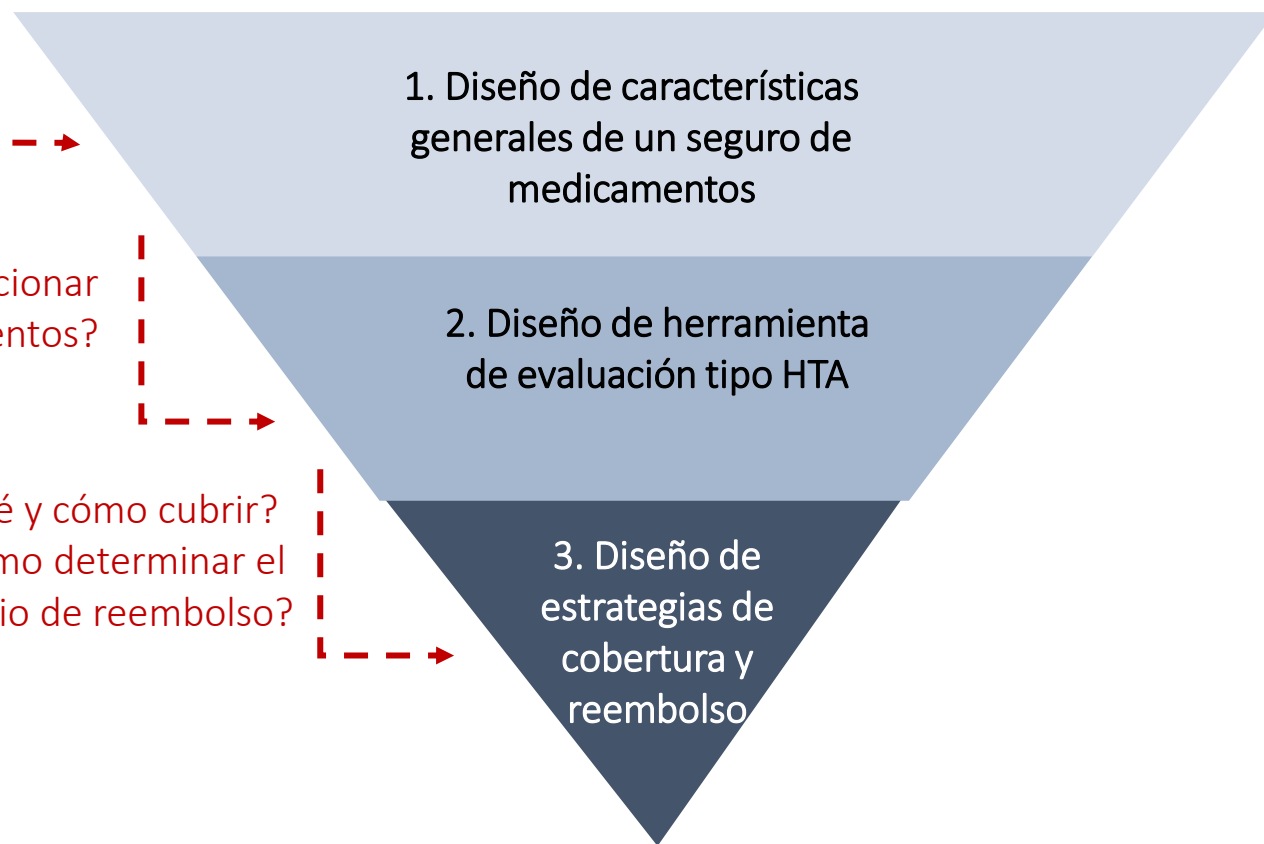 1. Diseño de características
generales de un seguro de
medicamentos
cionar
entos?
2. Diseño de herramienta
de evaluación tipo HTA
é y cómo cubrir?
mo determinar el
io de reembolso?
3. Diseño de
estrategias de
cobertura y
reembolso